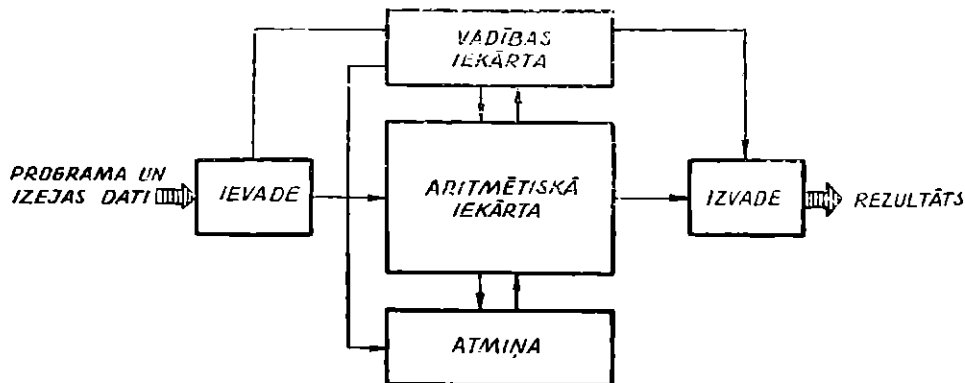 VADĪBAS
IEKĀRTA
PROGRAMA UN
IZEJAS DATI
IEVADE
ARITMĒTISKĀ
IEKĀRTA
IZVADE
REZULTĀTS
ATMIŅA